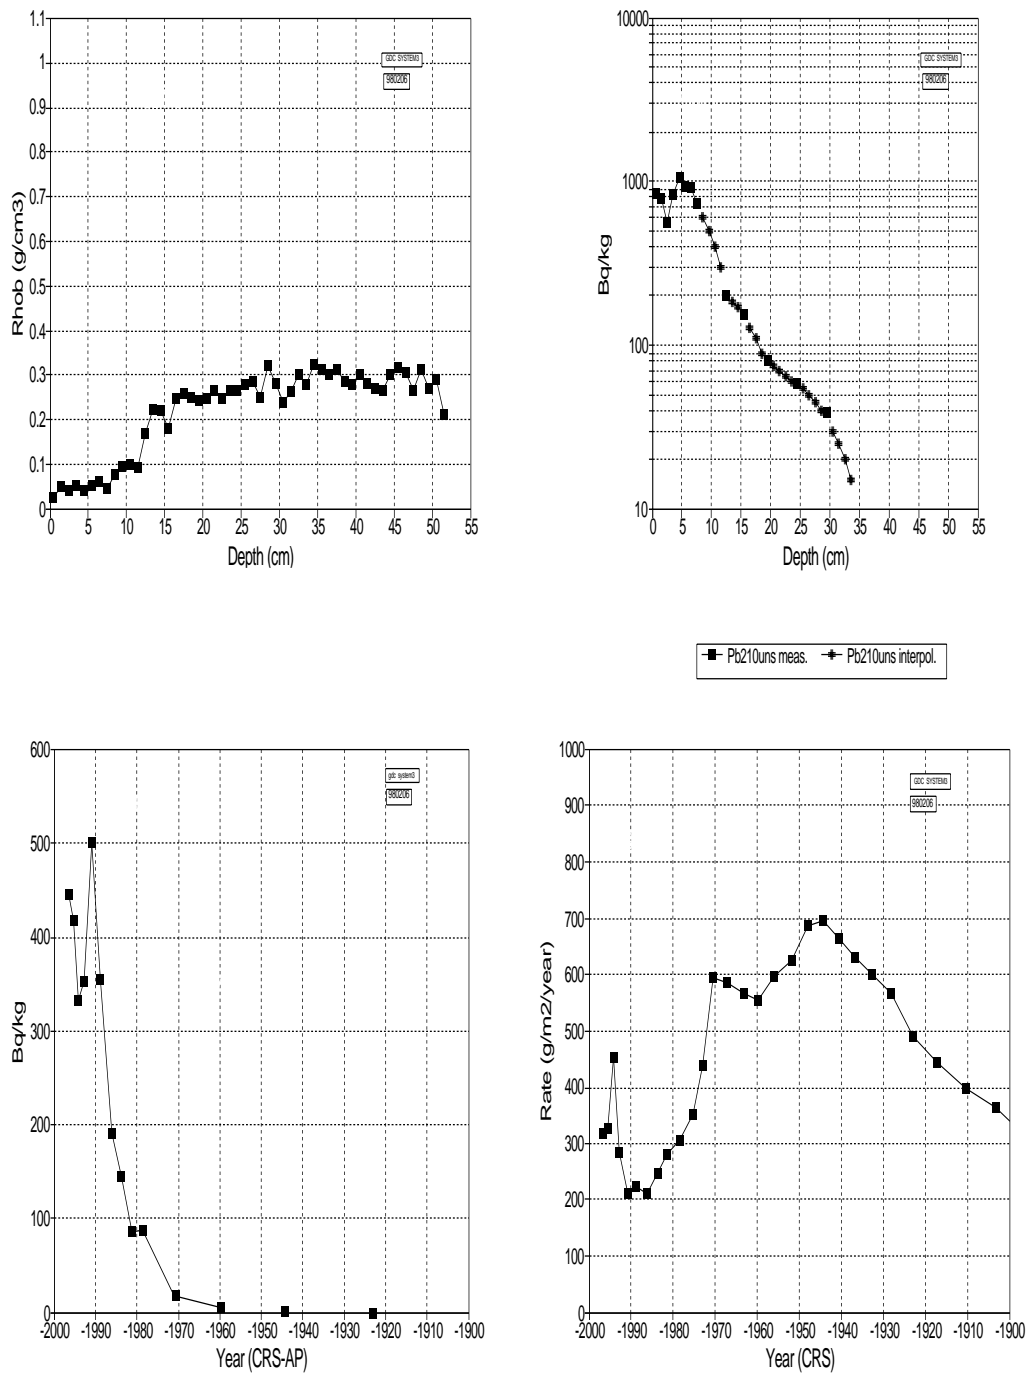 1.1
1
0.9
0.8
0.7
0.6
0.5
0.4
0.3
0.2
0.1
0
Rhob (g/cm3)
GDC SYSTEM3
980206
0 5 10 15 20 25 30 35 40 45 50 55
Depth (cm)
10000
1000
100
10
Bq/kg
GDC SYSTEM3
980206
0 5 10 15 20 25 30 35 40 45 50 55
Depth (cm)
Pb210uns meas. Pb210uns interpol.
600
500
400
300
200
100
0
Bq/kg
gdc system3
980206
-2000 -1990 -1980 -1970 -1960 -1950 -1940 -1930 -1920 -1910 -1900
Year (CRS-AP)
1000
900
800
700
600
500
400
300
200
100
0
Rate (g/m2/year)
GDC SYSTEM3
980206
-2000 -1990 -1980 -1970 -1960 -1950 -1940 -1930 -1920 -1910 -1900
Year (CRS)